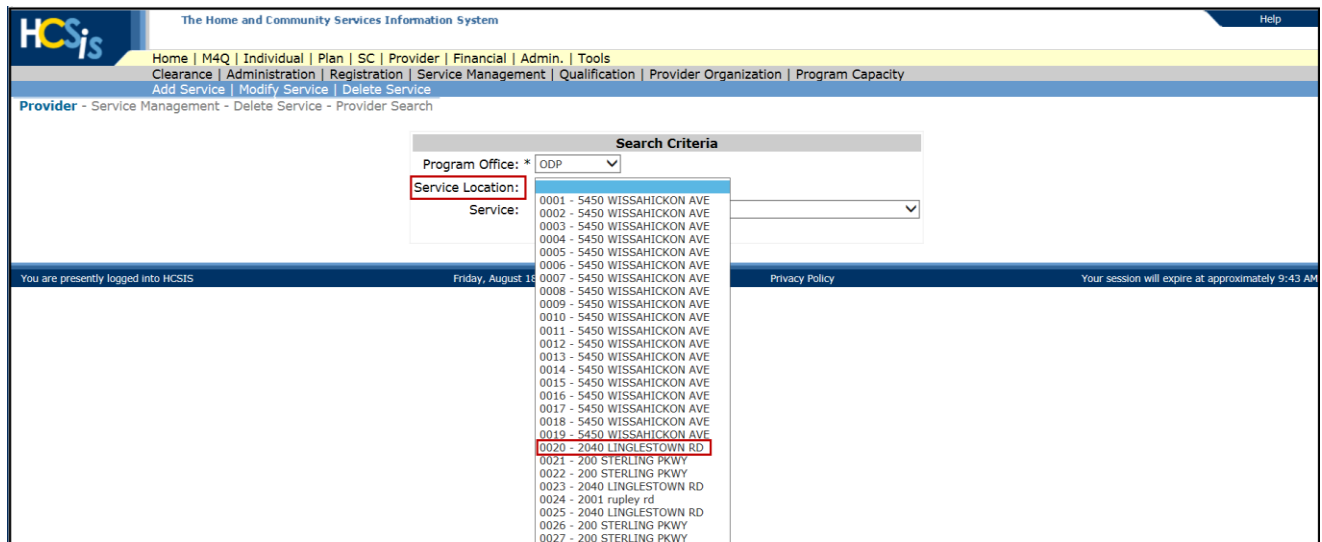 HCSis
The Home and Community Services Information System
Help
Home | M4Q | Individual | Plan | SC | Provider | Financial | Admin. | Tools
Clearance | Administration | Registration | Service Management | Qualification | Provider Organization | Program Capacity
Add Service | Modify Service | Delete Service
Provider - Service Management - Delete Service - Provider Search
Search Criteria
Program Office: * ODP
Service Location:
Service:
0001 - 5450 WISSAHICKON AVE
0002 - 5450 WISSAHICKON AVE
0003 - 5450 WISSAHICKON AVE
0004 - 5450 WISSAHICKON AVE
0005 - 5450 WISSAHICKON AVE
0006 - 5450 WISSAHICKON AVE
0007 - 5450 WISSAHICKON AVE
0008 - 5450 WISSAHICKON AVE
0009 - 5450 WISSAHICKON AVE
0010 - 5450 WISSAHICKON AVE
0011 - 5450 WISSAHICKON AVE
0012 - 5450 WISSAHICKON AVE
0013 - 5450 WISSAHICKON AVE
0014 - 5450 WISSAHICKON AVE
0015 - 5450 WISSAHICKON AVE
0016 - 5450 WISSAHICKON AVE
0017 - 5450 WISSAHICKON AVE
0018 - 5450 WISSAHICKON AVE
0019 - 5450 WISSAHICKON AVE
0020 - 2040 LINGLESTOWN RD
0021 - 200 STERLING PKWY
0022 - 200 STERLING PKWY
0023 - 2040 LINGLESTOWN RD
0024 - 2001 rupley rd
0025 - 2040 LINGLESTOWN RD
0026 - 200 STERLING PKWY
0027 - 200 STERLING PKWY
You are presently logged into HCSIS
Friday, August 18
Privacy Policy
Your session will expire at approximately 9:43 AM